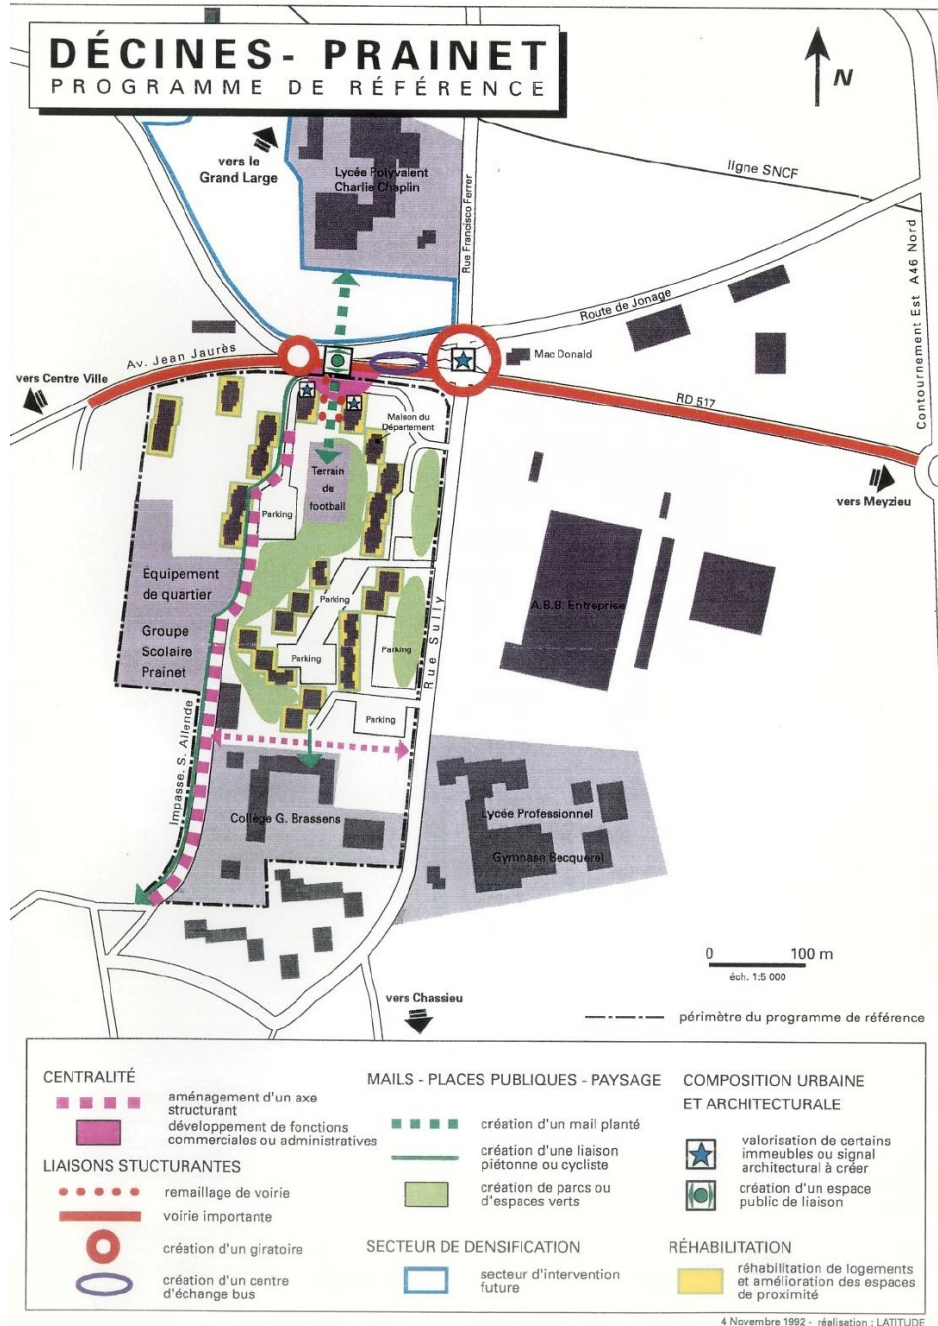 DÉCINES- PRAINET
PROGRAMME DE RÉFÉRENCE
N
vers le
Grand Large
Lycée Polyvalent
Charlie Chaplin
Rue Francisco Ferrer
ligne SNCF
Contournement Est A46 Nord
Route de Jonage
Mac Donald
Av. Jean Jaurès
vers Centre Ville
RD 517
vers Meyzieu
Maison du
Département
Terrain
de
football
Parking
Équipement
de quartier
Groupe
Scolaire
Prainet
Parking
Parking
Parking
Parking
Rue Sully
A.B.B. Entreprise
Impasse. S. Allende
Collège G. Brassens
Lycée Professionnel
Gymnase Becquerel
0 100 m
éch. 1:5 000
vers Chassieu
périmètre du programme de référence
CENTRALITÉ
aménagement d'un axe
structurant
développement de fonctions
commerciales ou administratives
LIAISONS STUCTURANTES
remaillage de voirie
voirie importante
création d'un giratoire
création d'un centre
d'échange bus
MAILS - PLACES PUBLIQUES - PAYSAGE
création d'un mail planté
création d'une liaison
piétonne ou cycliste
création de parcs ou
d'espaces verts
SECTEUR DE DENSIFICATION
secteur d'intervention
future
COMPOSITION URBAINE
ET ARCHITECTURALE
valorisation de certains
immeubles ou signal
architectural à créer
création d'un espace
public de liaison
RÉHABILITATION
réhabilitation de logements
et amélioration des espaces
de proximité
4 Novembre 1992 - réalisation : LATITUDE